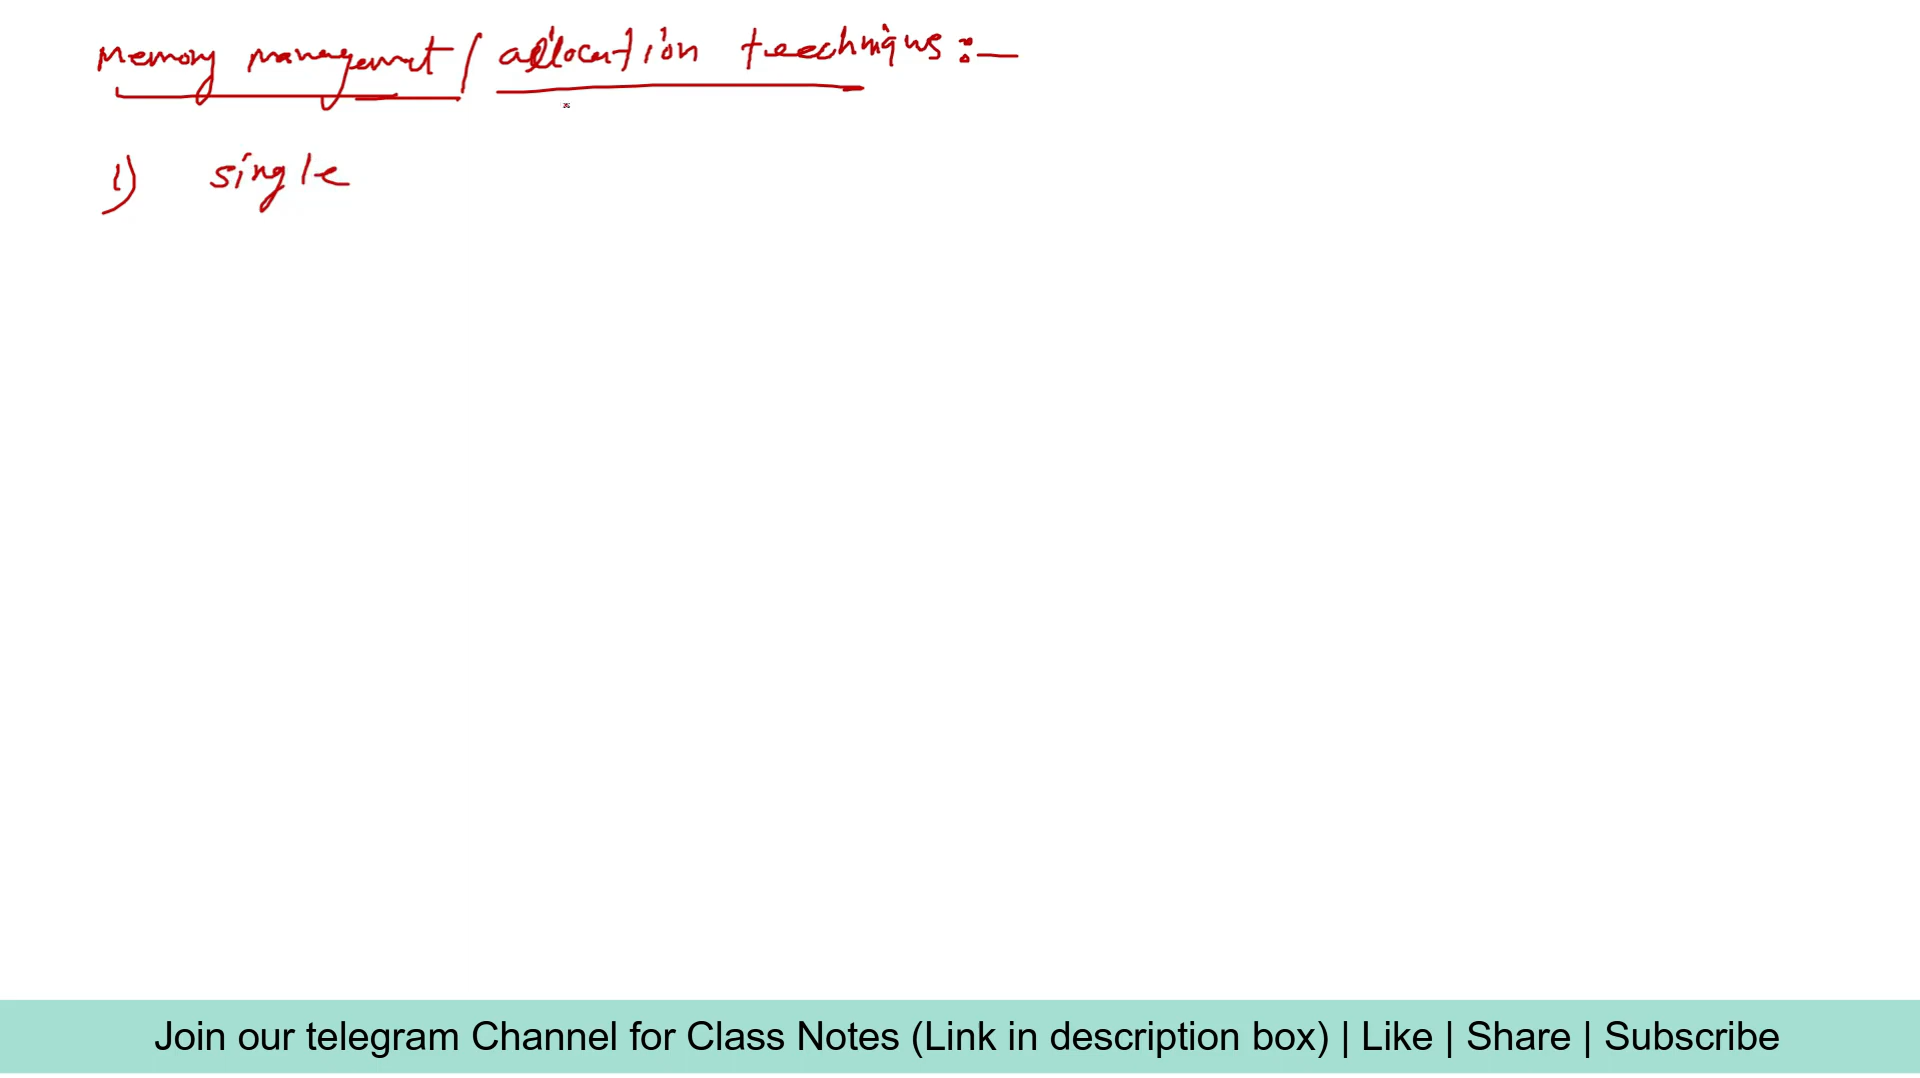 Memory management / allocation teechniqus :-
1) single
Join our telegram Channel for Class Notes (Link in description box) | Like | Share | Subscribe